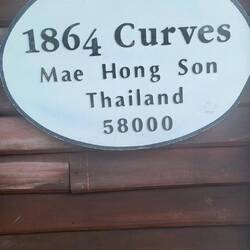 1864 Curves
Mae Hong Son
Thailand
58000